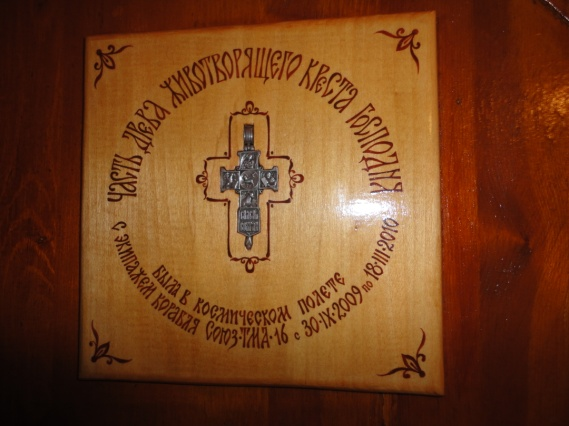 ЧАСТЬ ДРЕВА ЖИВОТВОРЯЩЕГО КРЕСТА ГОСПОДНЯ
БЫЛА В КОСМИЧЕСКОМ ПОЛЕТЕ
С ЭКИПАЖЕМ КОРАБЛЯ СОЮЗ·ТМА·16 с 30·IX·2009 по 18·III·2010